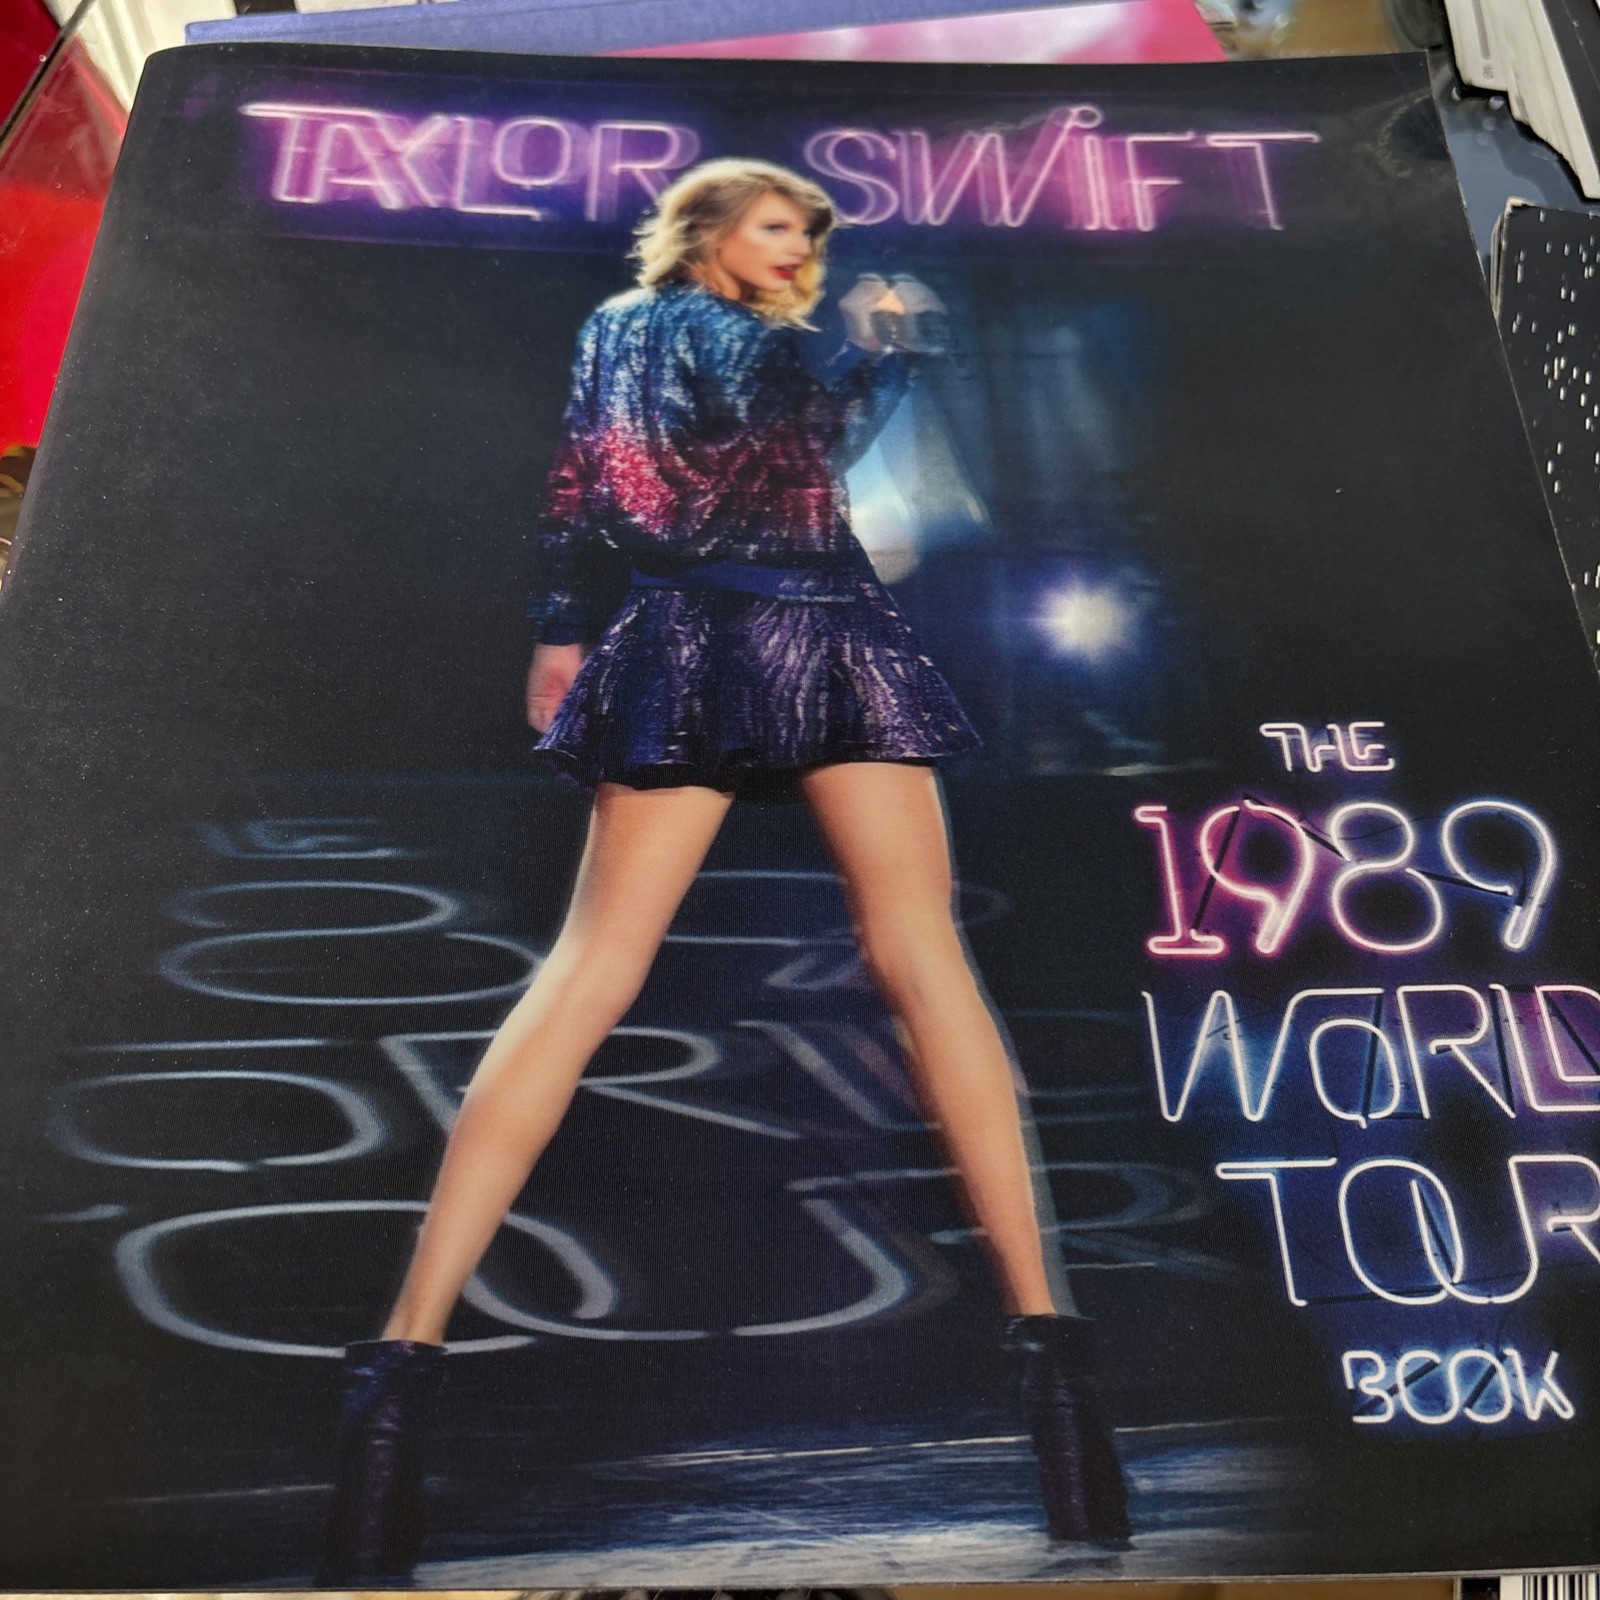 TAYLOR SWIFT
THE
1989
WORLD
TOUR
BOOK